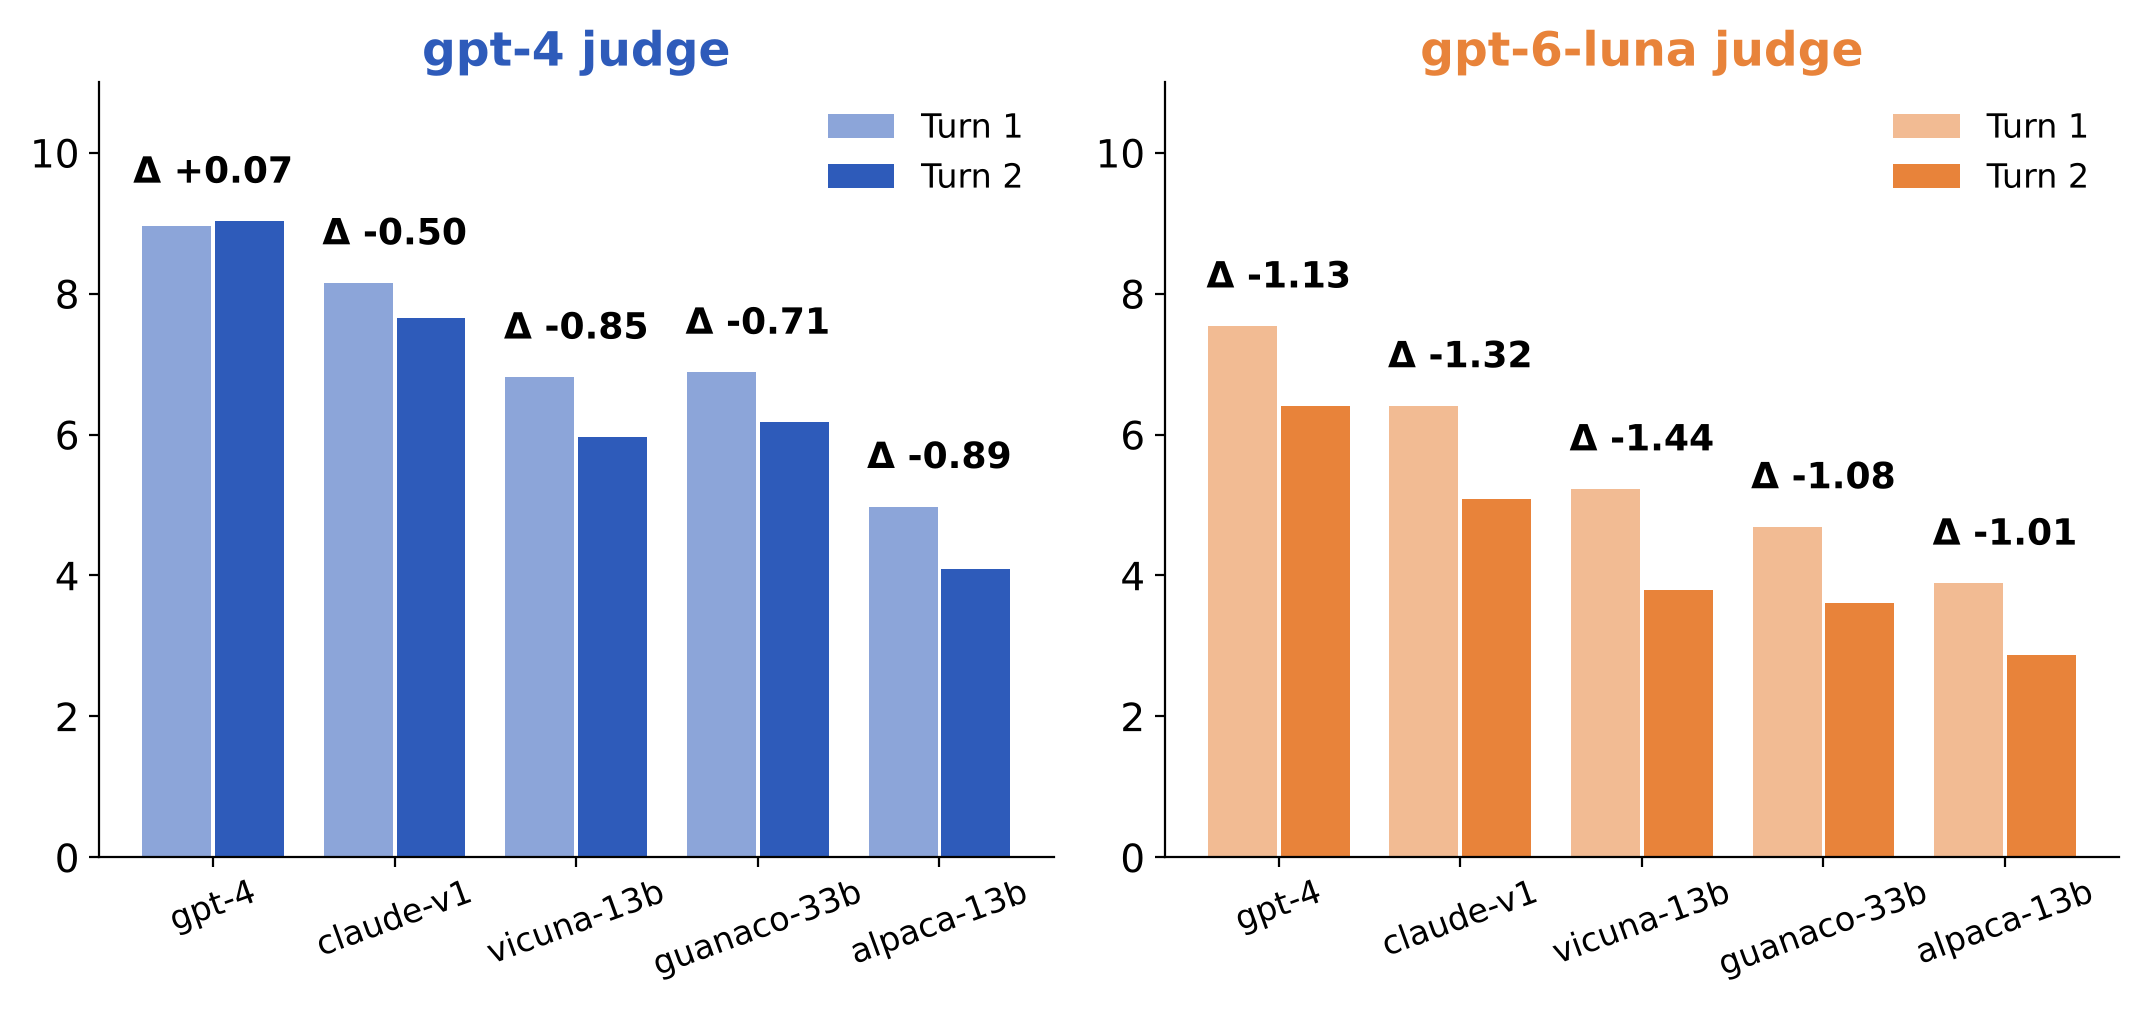 gpt-4 judge
Turn 1
Turn 2
10
8
6
4
2
0
Δ +0.07
Δ -0.50
Δ -0.85
Δ -0.71
Δ -0.89
gpt-4
claude-v1
vicuna-13b
guanaco-33b
alpaca-13b
gpt-6-luna judge
Turn 1
Turn 2
10
8
6
4
2
0
Δ -1.13
Δ -1.32
Δ -1.44
Δ -1.08
Δ -1.01
gpt-4
claude-v1
vicuna-13b
guanaco-33b
alpaca-13b